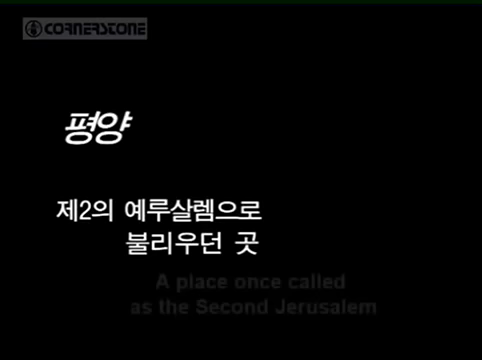 CORNERSTONE
평양
제2의 예루살렘으로
불리우던 곳
A place once called
as the Second Jerusalem